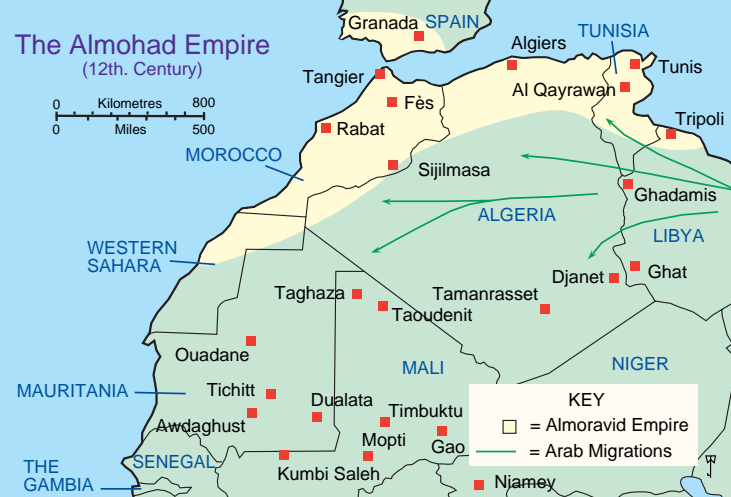 The Almohad Empire
(12th. Century)
0 Kilometres 800
0 Miles 500
Granada
SPAIN
TUNISIA
Algiers
Tangier
Tunis
Al Qayrawan
Fès
Rabat
Tripoli
MOROCCO
Sijilmasa
Ghadamis
ALGERIA
LIBYA
WESTERN
SAHARA
Djanet
Ghat
Taghaza
Tamanrasset
Taoudenit
Ouadane
MALI
NIGER
MAURITANIA
Tichitt
Dualata
Timbuktu
Awdaghust
Mopti
Gao
SENEGAL
THE
GAMBIA
Kumbi Saleh
Niamey
KEY
= Almoravid Empire
= Arab Migrations